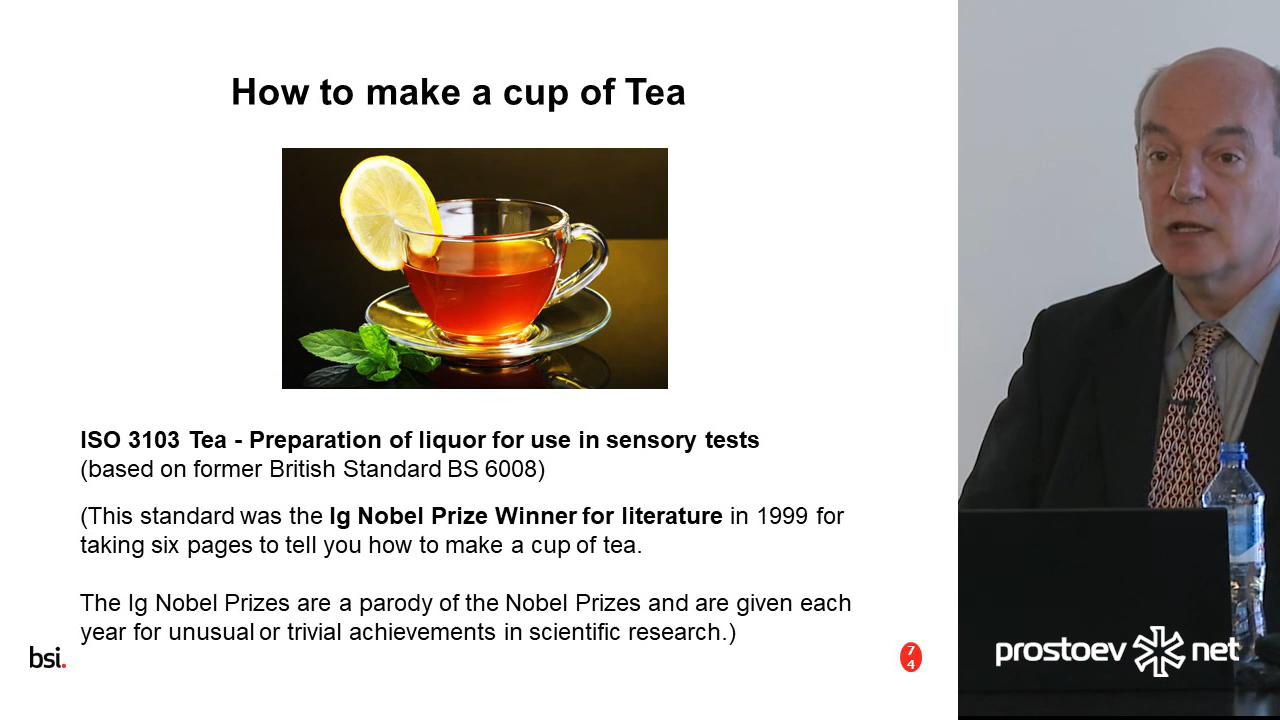 How to make a cup of Tea
ISO 3103 Tea - Preparation of liquor for use in sensory tests
(based on former British Standard BS 6008)
(This standard was the Ig Nobel Prize Winner for literature in 1999 for
taking six pages to tell you how to make a cup of tea.
The Ig Nobel Prizes are a parody of the Nobel Prizes and are given each
year for unusual or trivial achievements in scientific research.)
bsi.
7
4
prostoev net